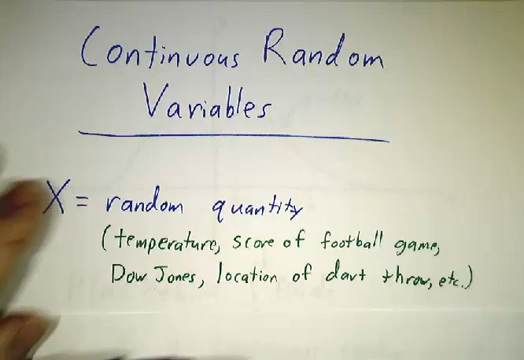 Continuous Random
Variables
X = random quantity
(temperature, score of football game,
Dow Jones, location of dart throw, etc.)